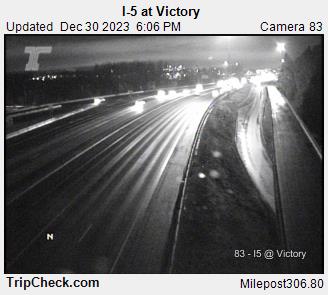 I-5 at Victory
Updated Dec 30 2023 6:06 PM Camera 83
N
83 - I5 @ Victory
TripCheck.com Milepost306.80